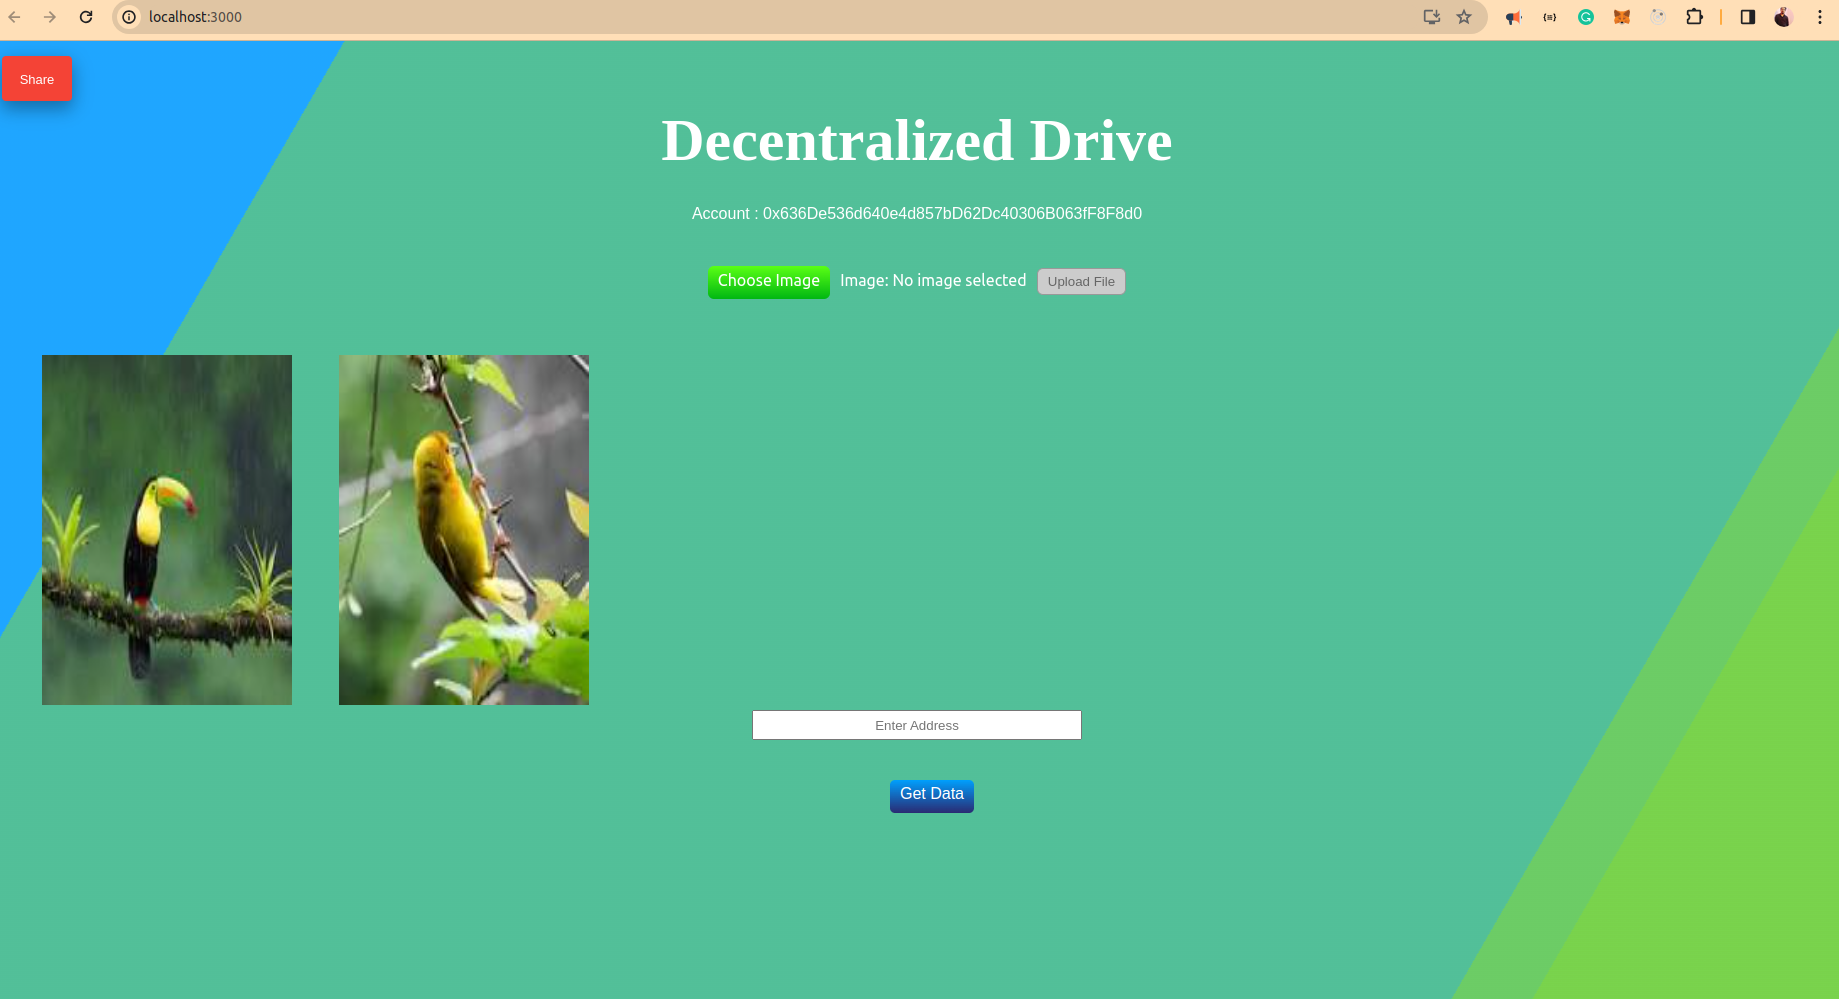 localhost:3000
Share
Decentralized Drive
Account : 0x636De536d640e4d857bD62Dc40306B063fF8F8d0
Choose Image Image: No image selected Upload File
Enter Address
Get Data